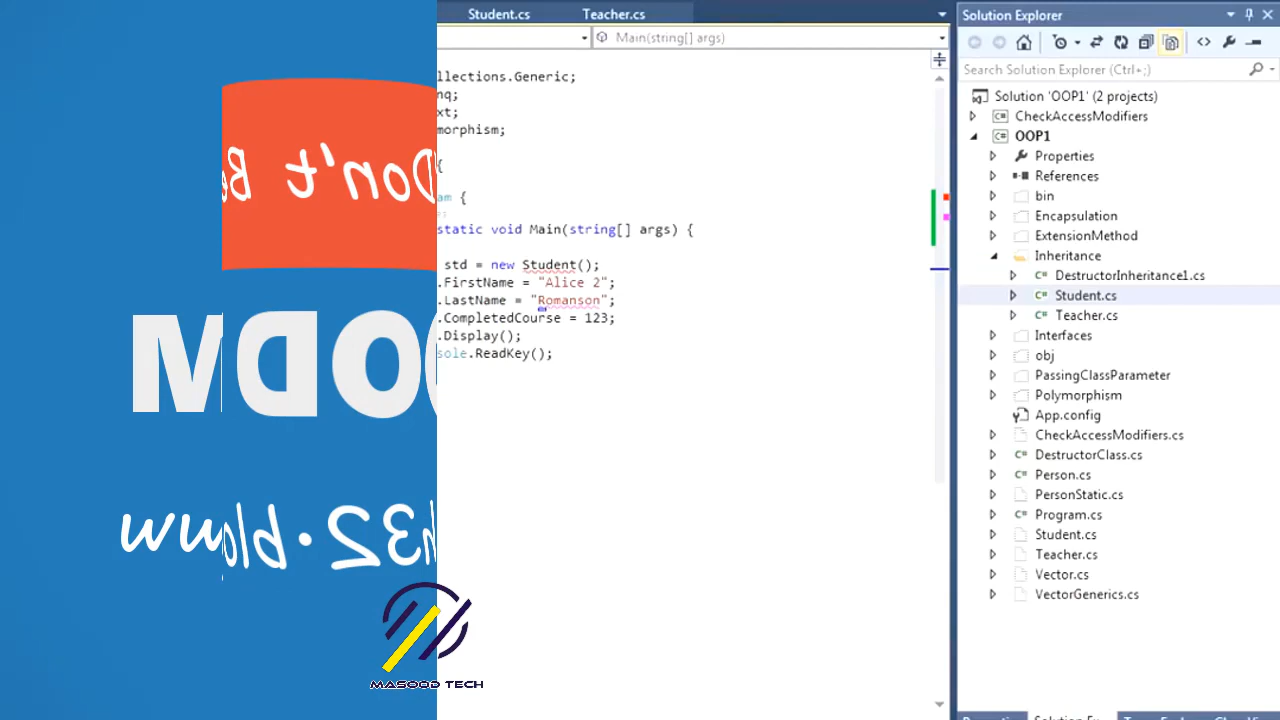 Student.cs Teacher.cs
Main(string[] args)
llections.Generic;
nq;
xt;
morphism;
{
am {
static void Main(string[] args) {
std = new Student();
.FirstName = "Alice 2";
.LastName = "Romanson";
.CompletedCourse = 123;
.Display();
sole.ReadKey();
Solution Explorer
Search Solution Explorer (Ctrl+;)
Solution 'OOP1' (2 projects)
CheckAccessModifiers
OOP1
Properties
References
bin
Encapsulation
ExtensionMethod
Inheritance
DestructorInheritance1.cs
Student.cs
Teacher.cs
Interfaces
obj
PassingClassParameter
Polymorphism
App.config
CheckAccessModifiers.cs
DestructorClass.cs
Person.cs
PersonStatic.cs
Program.cs
Student.cs
Teacher.cs
Vector.cs
VectorGenerics.cs
Don't
MASOOD TECH